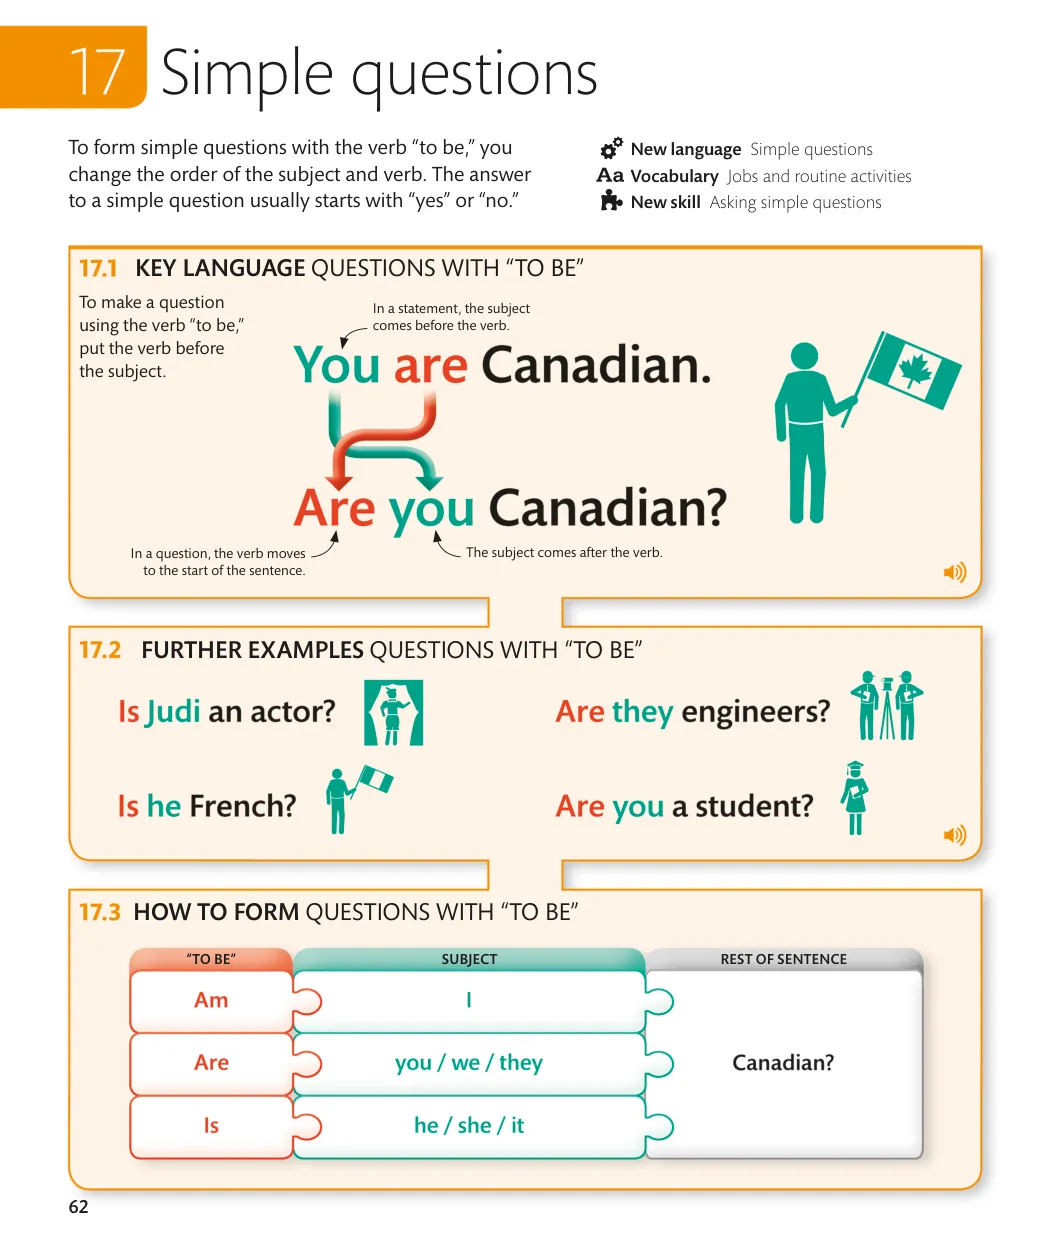 17 Simple questions
To form simple questions with the verb “to be,” you
change the order of the subject and verb. The answer
to a simple question usually starts with “yes” or “no.”
New language Simple questions
Aa Vocabulary Jobs and routine activities
New skill Asking simple questions
17.1 KEY LANGUAGE QUESTIONS WITH “TO BE”
To make a question
using the verb “to be,”
put the verb before
the subject.
In a statement, the subject
comes before the verb.
You are Canadian.
Are you Canadian?
In a question, the verb moves
to the start of the sentence.
The subject comes after the verb.
17.2 FURTHER EXAMPLES QUESTIONS WITH “TO BE”
Is Judi an actor?
Are they engineers?
Is he French?
Are you a student?
17.3 HOW TO FORM QUESTIONS WITH “TO BE”
“TO BE” SUBJECT REST OF SENTENCE
Am I
Are you / we / they Canadian?
Is he / she / it
62